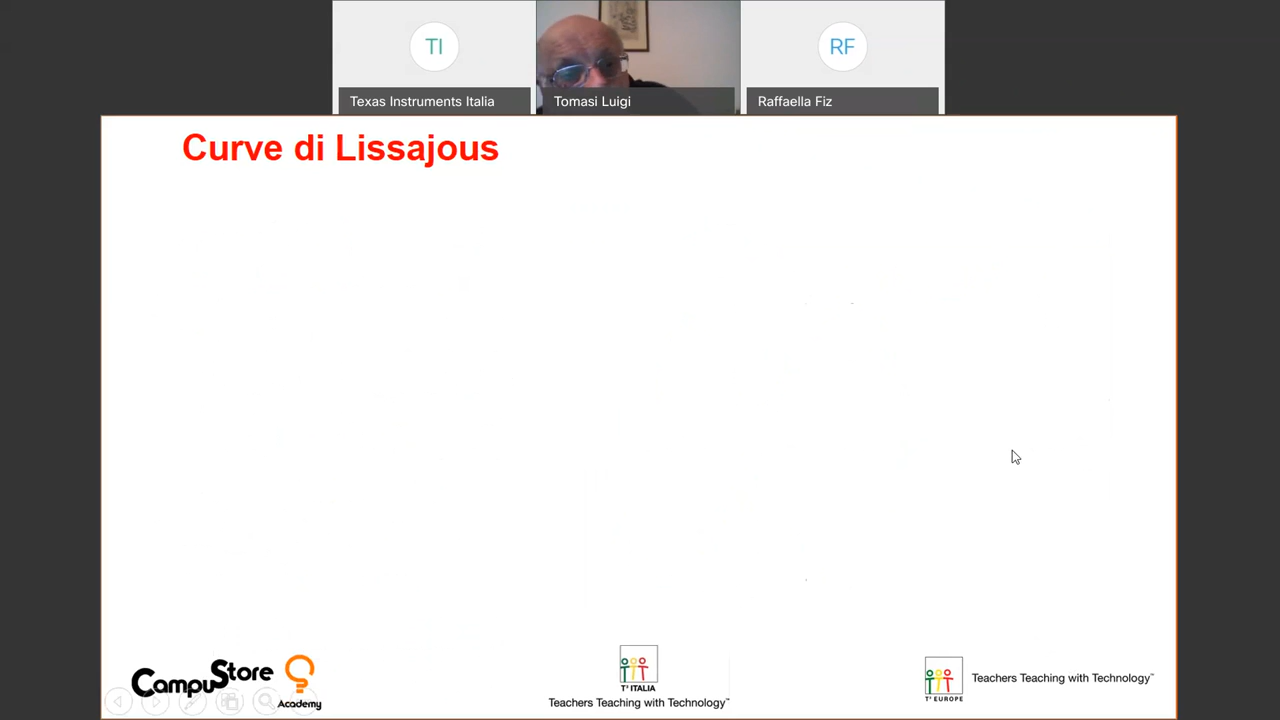 TI
RF
Texas Instruments Italia
Tomasi Luigi
Raffaella Fiz
Curve di Lissajous
CampuStore
Academy
T³ ITALIA
Teachers Teaching with Technology™
T³ EUROPE
Teachers Teaching with Technology™